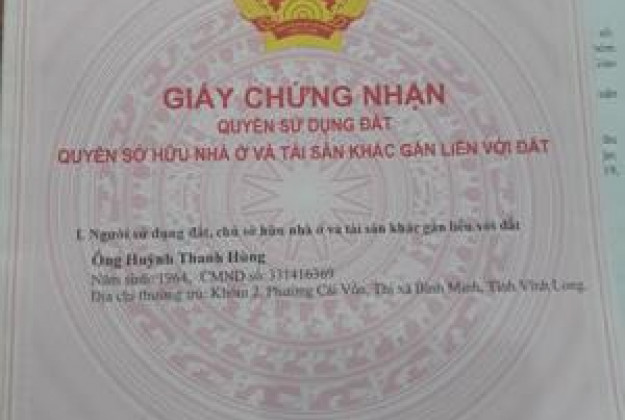 GIẤY CHỨNG NHẬN
QUYỀN SỬ DỤNG ĐẤT
QUYỀN SỞ HỮU NHÀ Ở VÀ TÀI SẢN KHÁC GẮN LIỀN VỚI ĐẤT
I. Người sử dụng đất, chủ sở hữu nhà ở và tài sản khác gắn liền với đất
Ông Huỳnh Thanh Hùng
Năm sinh: 1964, CMND số: 331416369
Địa chỉ thường trú: Khóm 2, Phường Cái Vồn, Thị xã Bình Minh, Tỉnh Vĩnh Long.